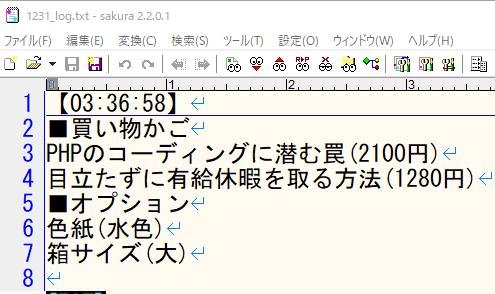 1231_log.txt - sakura 2.2.0.1
ファイル(F) 編集(E) 変換(C) 検索(S) ツール(T) 設定(O) ウィンドウ(W) ヘルプ(H)
0 1 2 3
1 【03:36:58】↵
2 ■買い物かご↵
3 PHPのコーディングに潜む罠(2100円)↵
4 目立たずに有給休暇を取る方法(1280円)↵
5 ■オプション↵
6 色紙(水色)↵
7 箱サイズ(大)↵
8 ↵